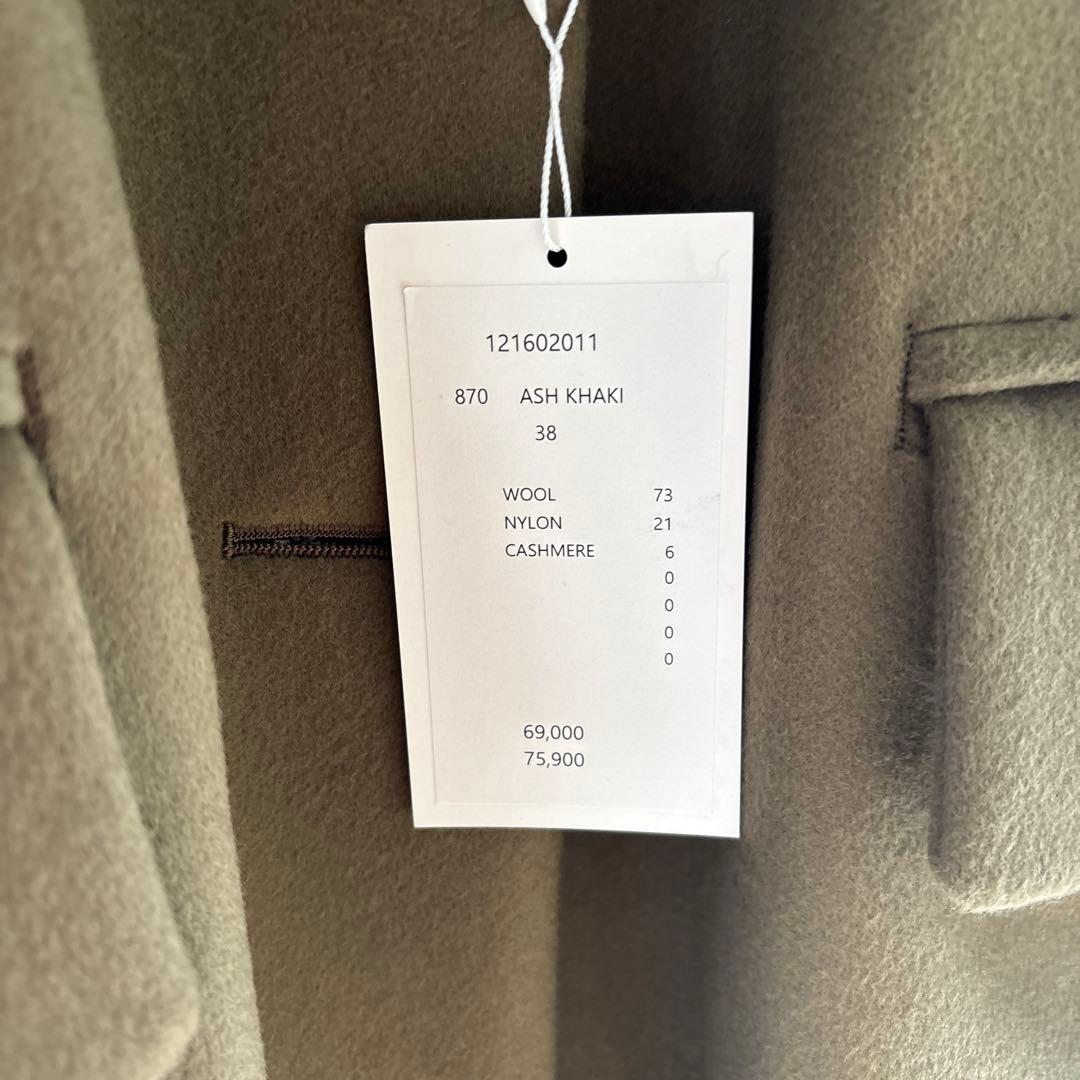 121602011
870 ASH KHAKI
38
WOOL 73
NYLON 21
CASHMERE 6
0
0
0
0
69,000
75,900